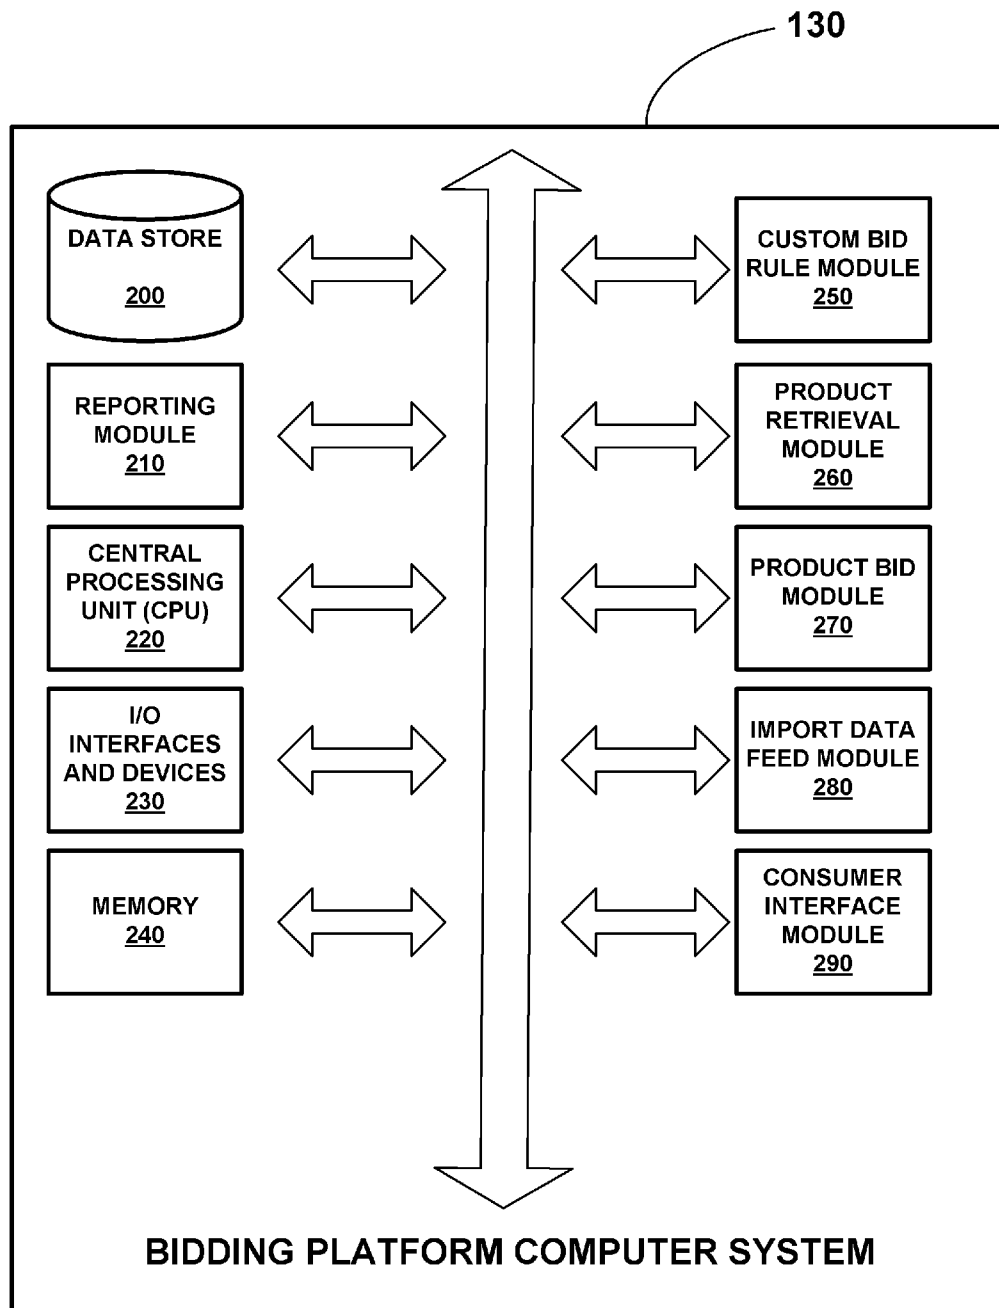 130
DATA STORE
200
REPORTING
MODULE
210
CENTRAL
PROCESSING
UNIT (CPU)
220
I/O
INTERFACES
AND DEVICES
230
MEMORY
240
CUSTOM BID
RULE MODULE
250
PRODUCT
RETRIEVAL
MODULE
260
PRODUCT BID
MODULE
270
IMPORT DATA
FEED MODULE
280
CONSUMER
INTERFACE
MODULE
290
BIDDING PLATFORM COMPUTER SYSTEM